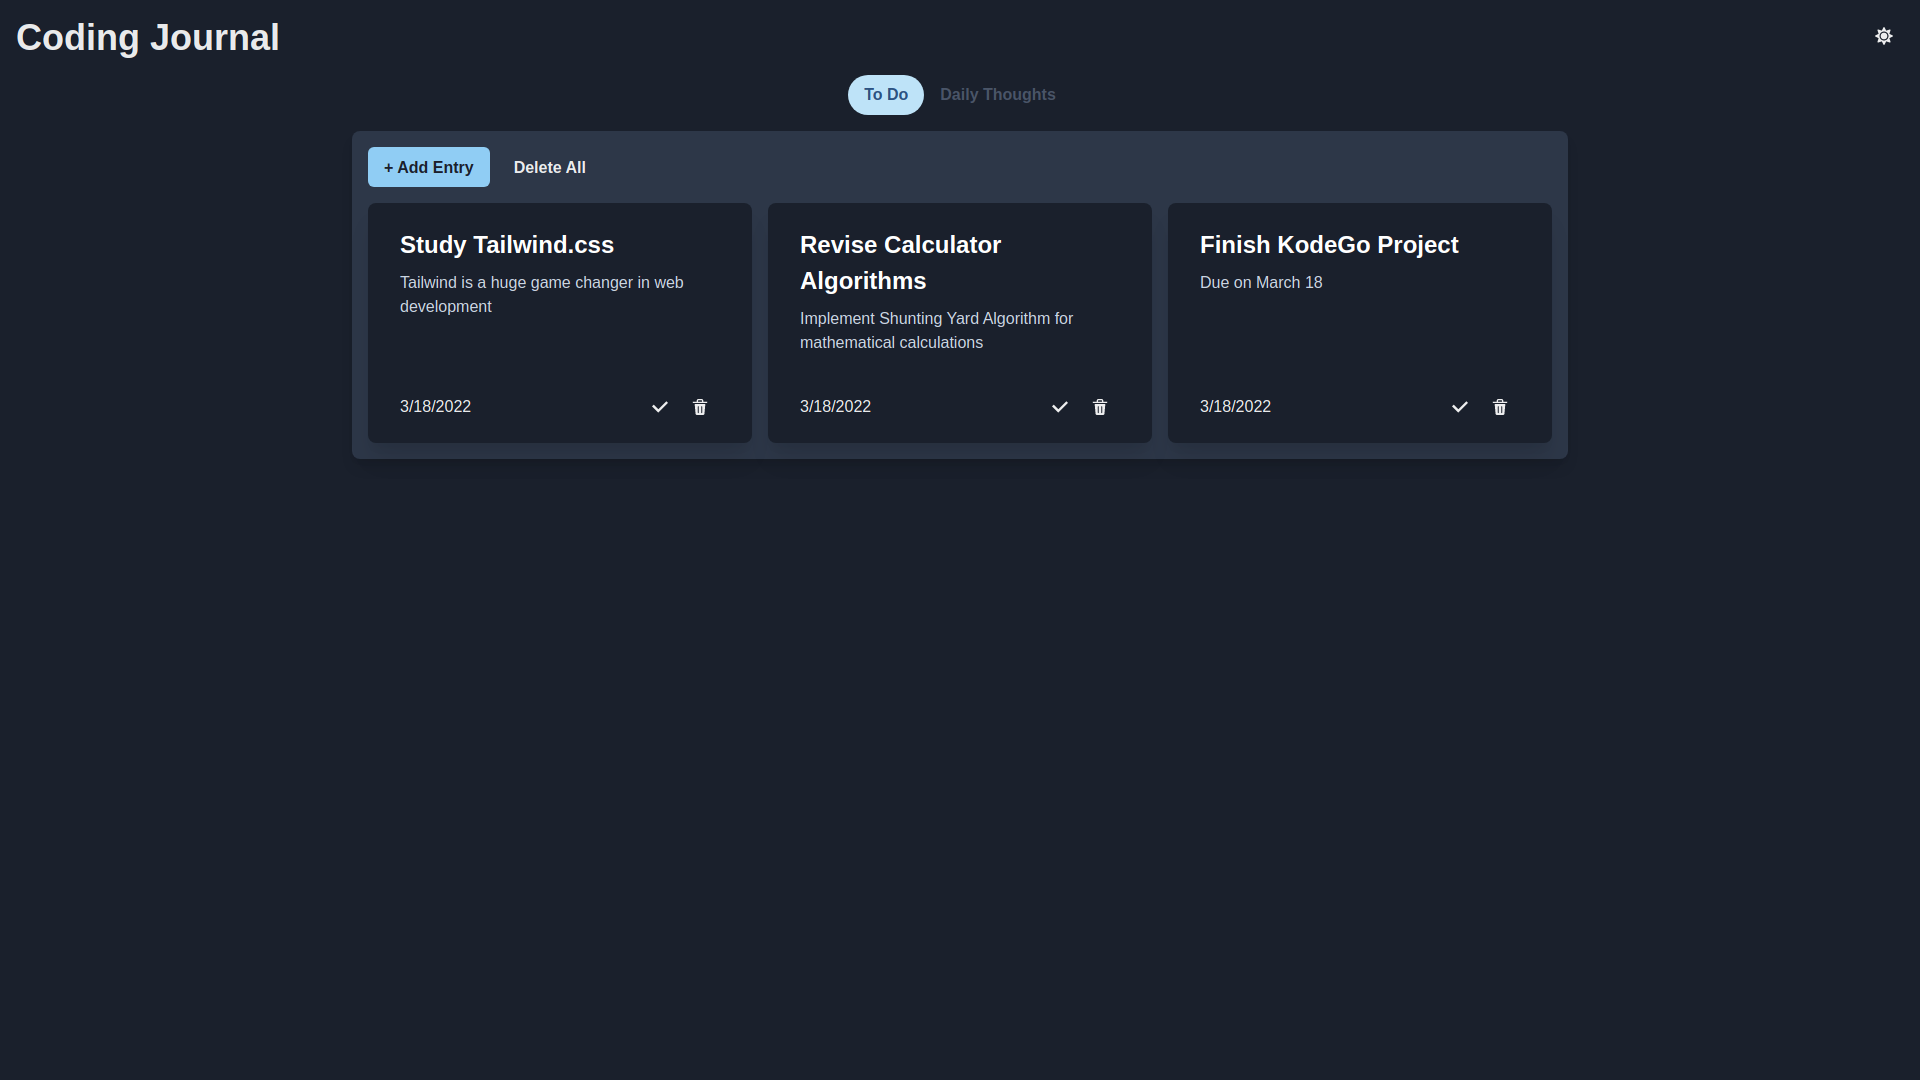 Coding Journal
To Do
Daily Thoughts
+ Add Entry
Delete All
Study Tailwind.css
Tailwind is a huge game changer in web
development
3/18/2022
Revise Calculator
Algorithms
Implement Shunting Yard Algorithm for
mathematical calculations
3/18/2022
Finish KodeGo Project
Due on March 18
3/18/2022